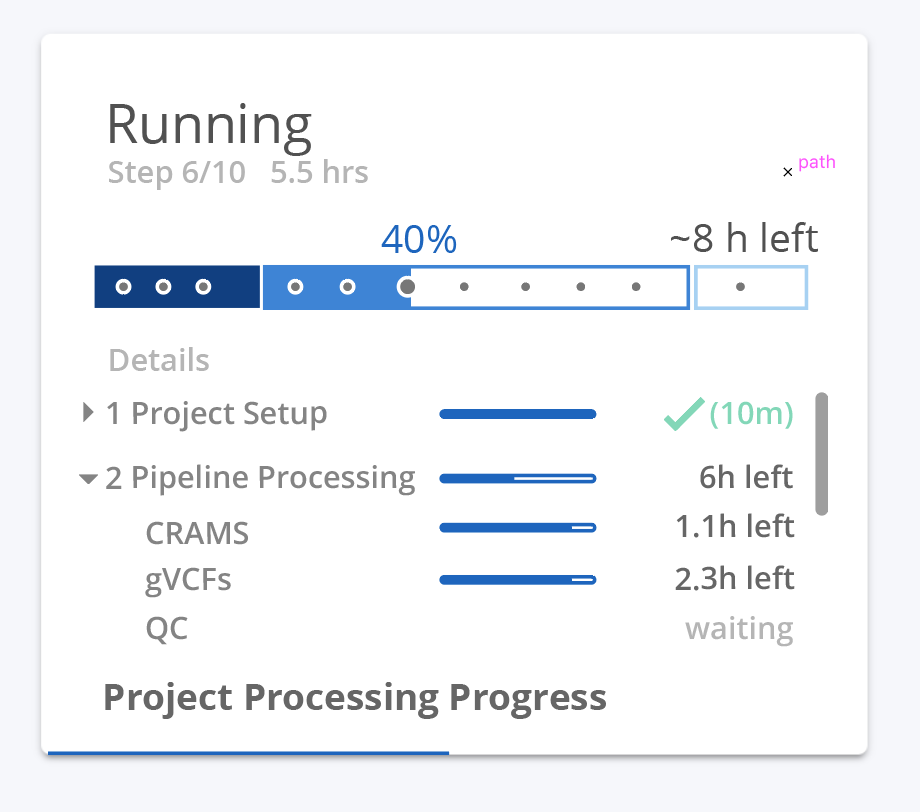 Running
Step 6/10 5.5 hrs
path
40% ~8 h left
Details
1 Project Setup (10m)
2 Pipeline Processing 6h left
CRAMS 1.1h left
gVCFs 2.3h left
QC waiting
Project Processing Progress